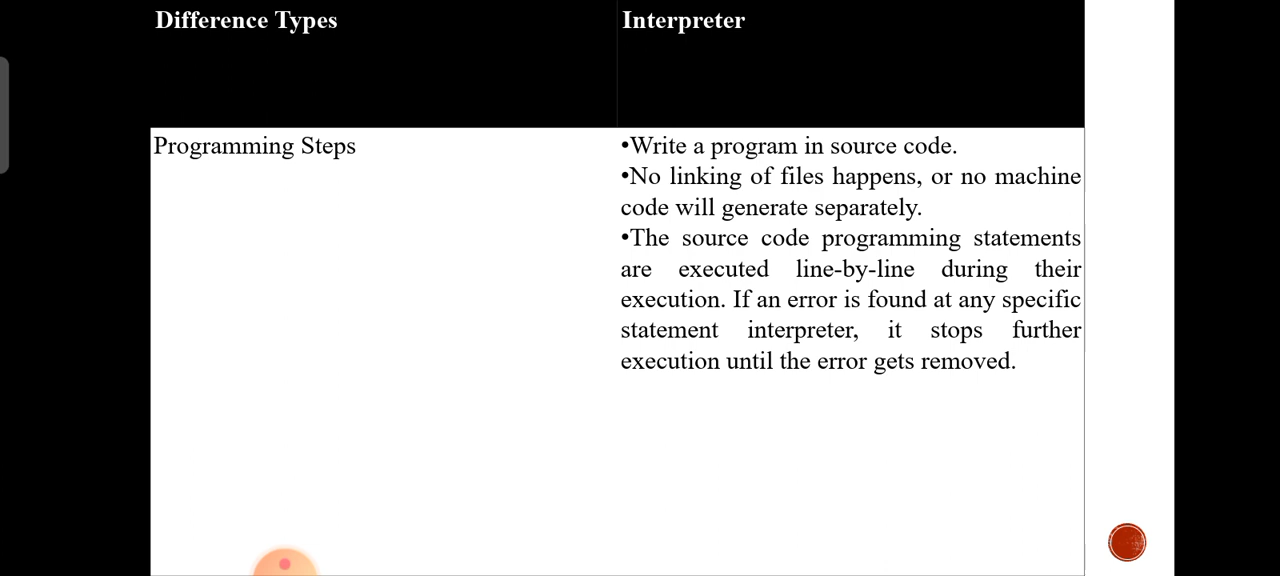 Difference Types
Interpreter
Programming Steps
•Write a program in source code.
•No linking of files happens, or no machine
code will generate separately.
•The source code programming statements
are executed line-by-line during their
execution. If an error is found at any specific
statement interpreter, it stops further
execution until the error gets removed.